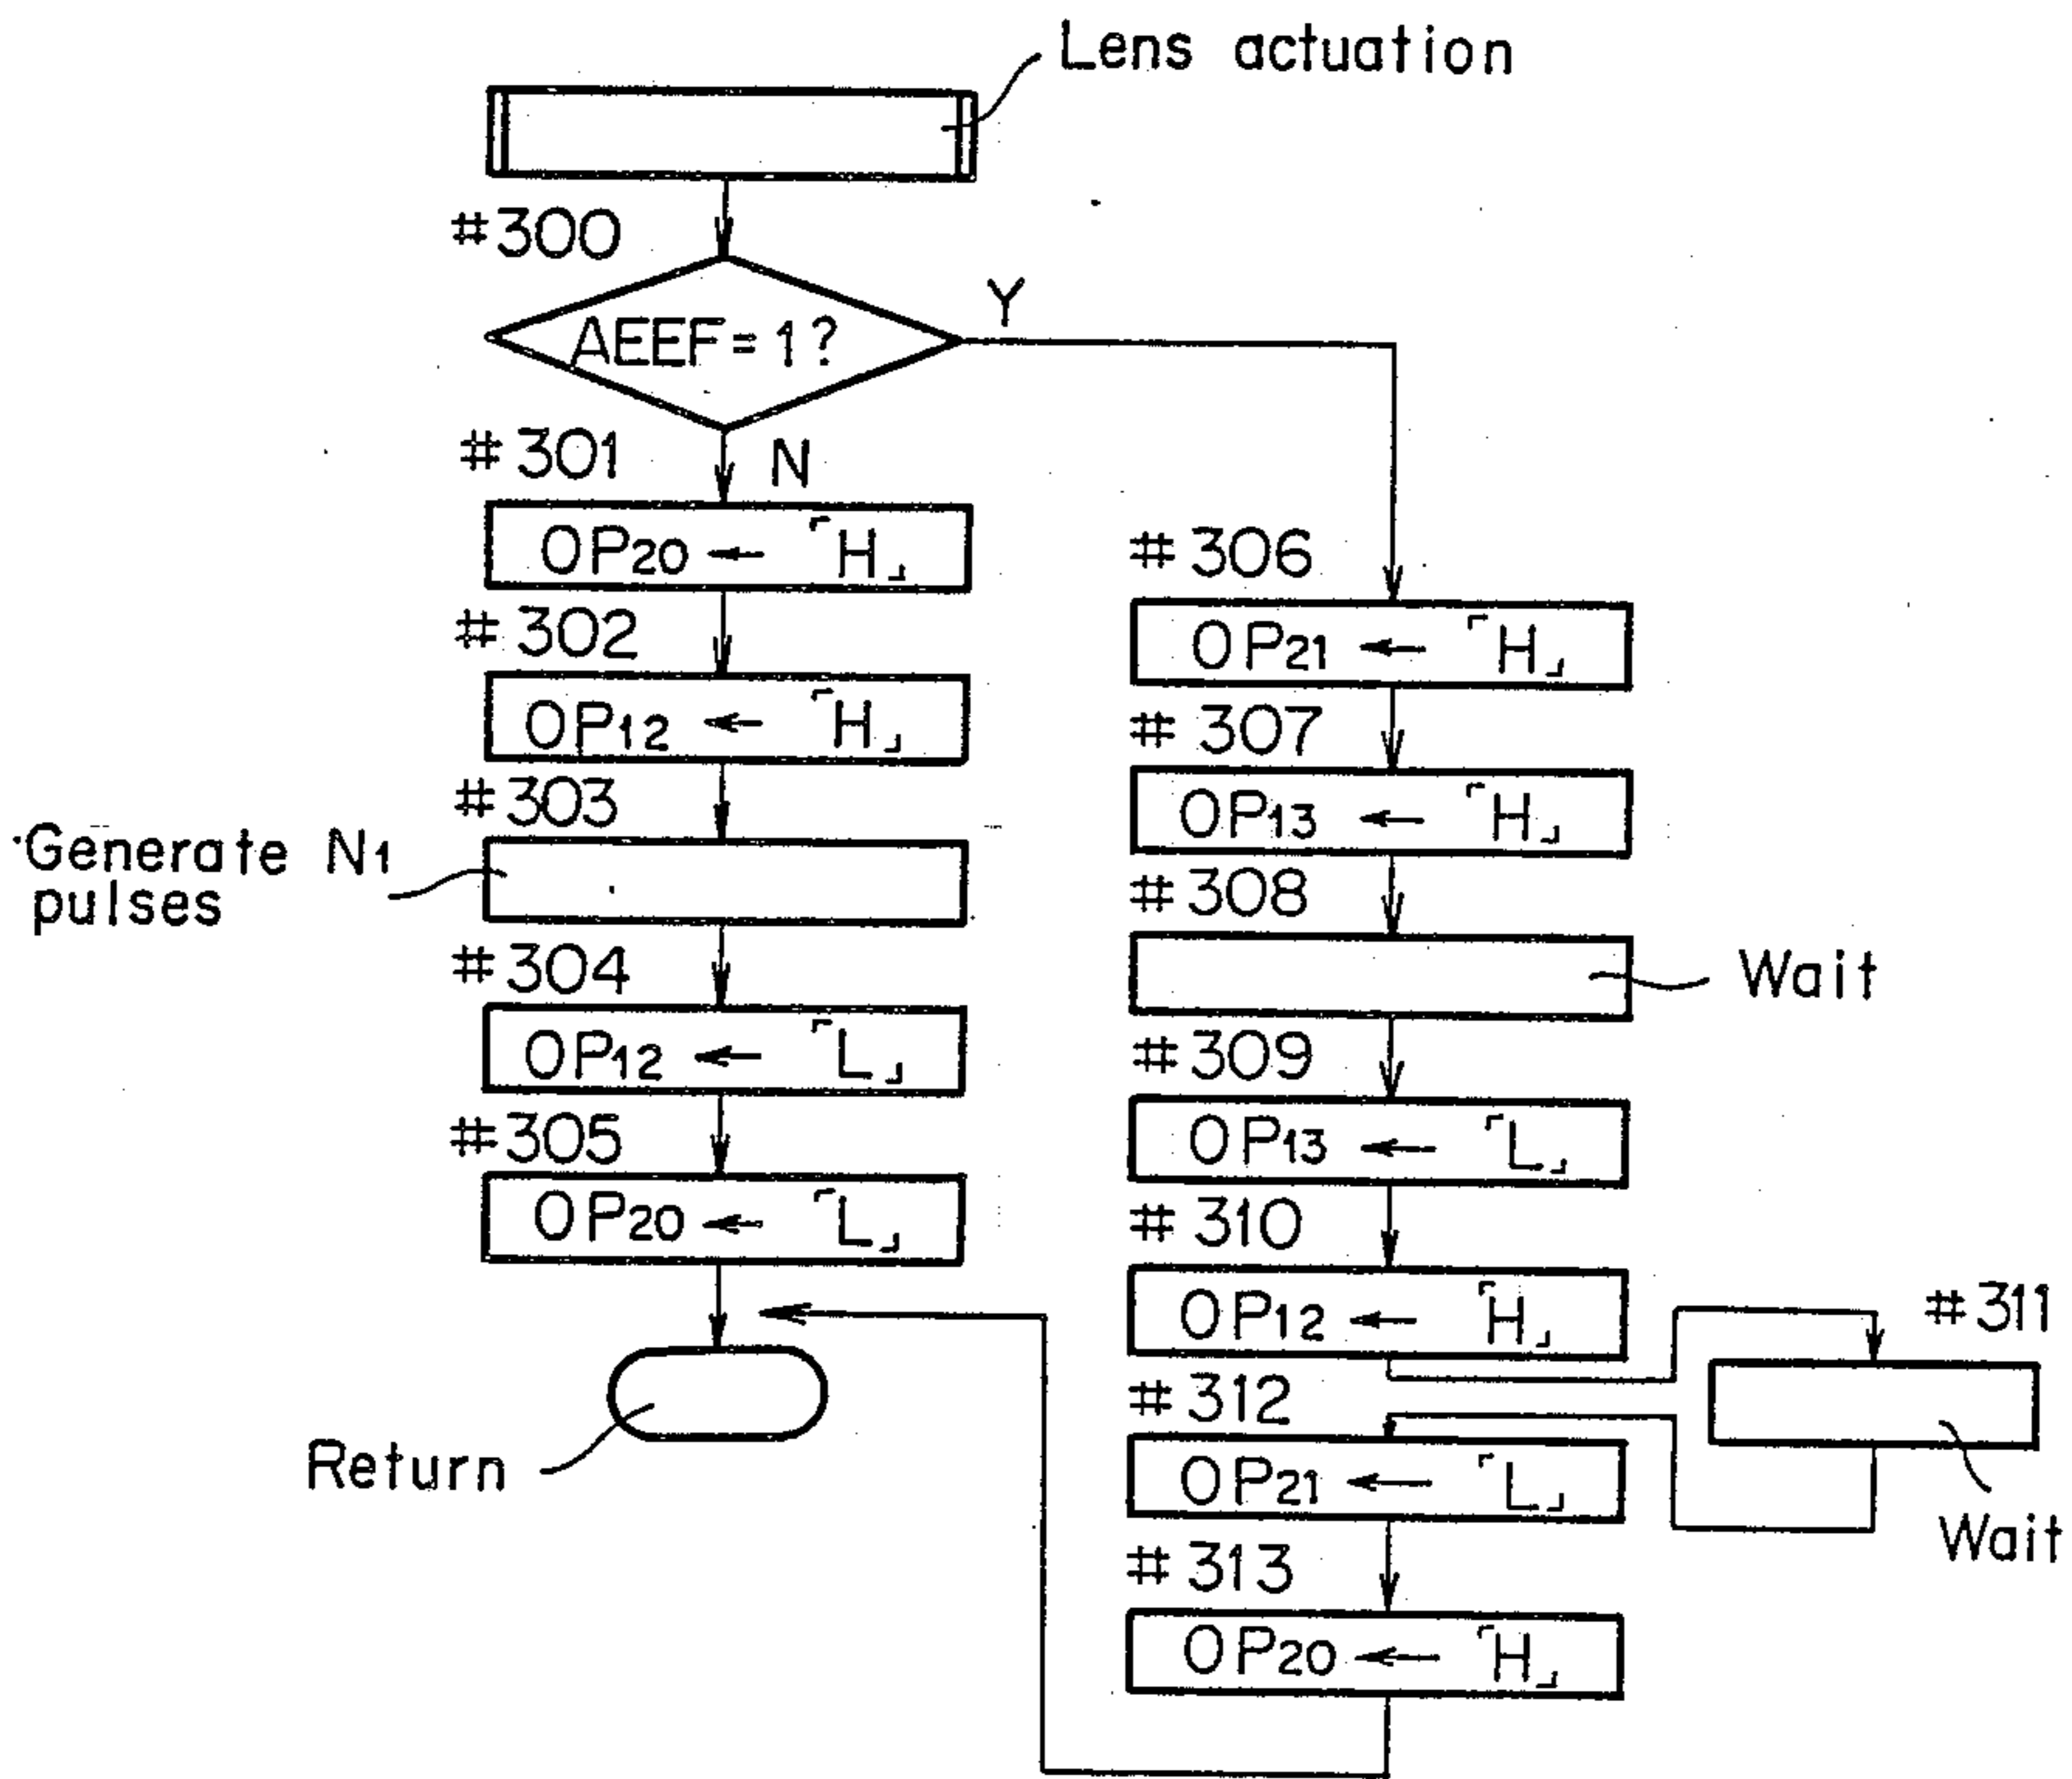 Lens actuation
#300
AEEF=1?
Y
N
#301
OP20 ← 「H」
#302
OP12 ← 「H」
#303
Generate N1
pulses
#304
OP12 ← 「L」
#305
OP20 ← 「L」
Return
#306
OP21 ← 「H」
#307
OP13 ← 「H」
#308
Wait
#309
OP13 ← 「L」
#310
OP12 ← 「H」
#311
Wait
#312
OP21 ← 「L」
#313
OP20 ← 「H」